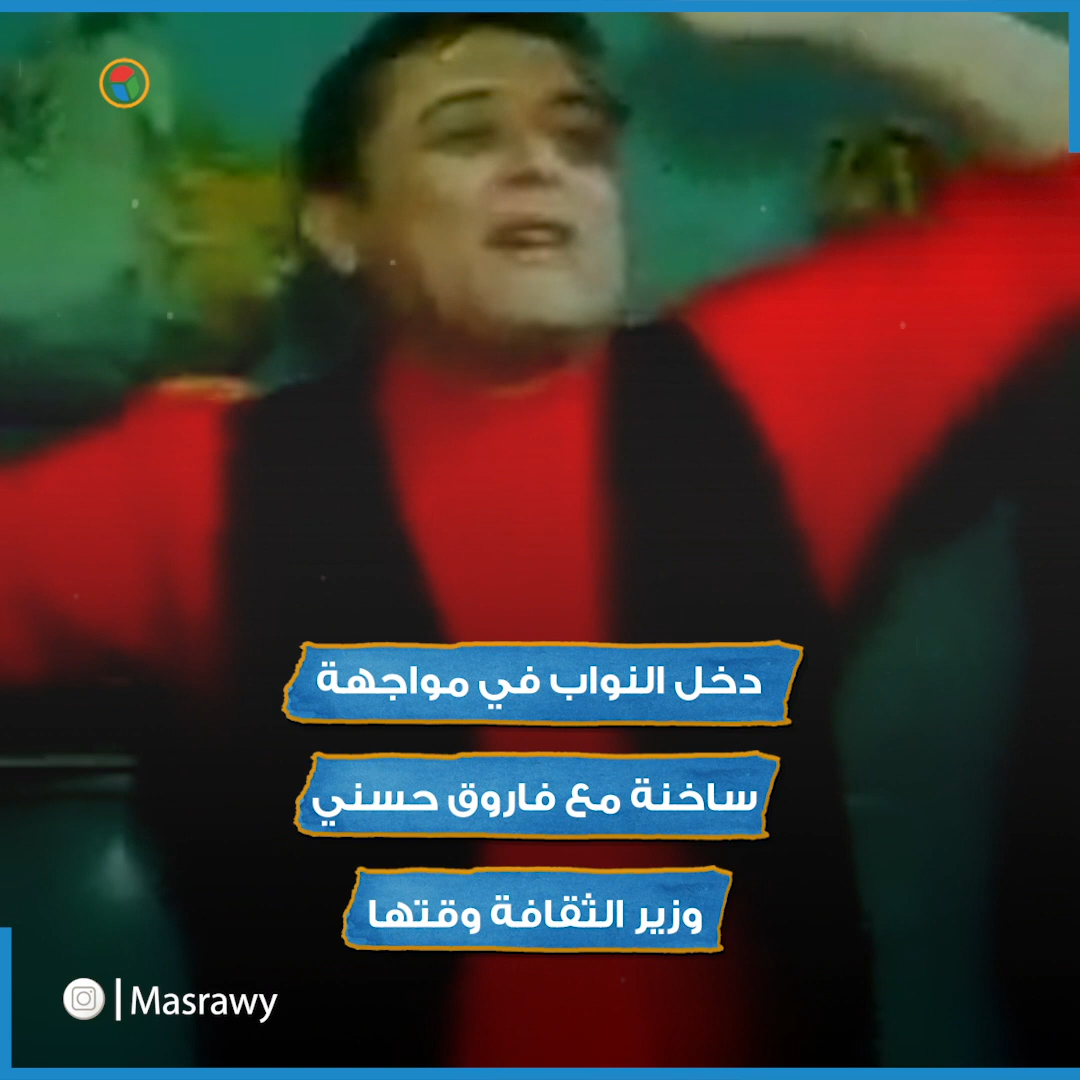 دخل النواب في مواجهة
ساخنة مع فاروق حسني
وزير الثقافة وقتها
| Masrawy